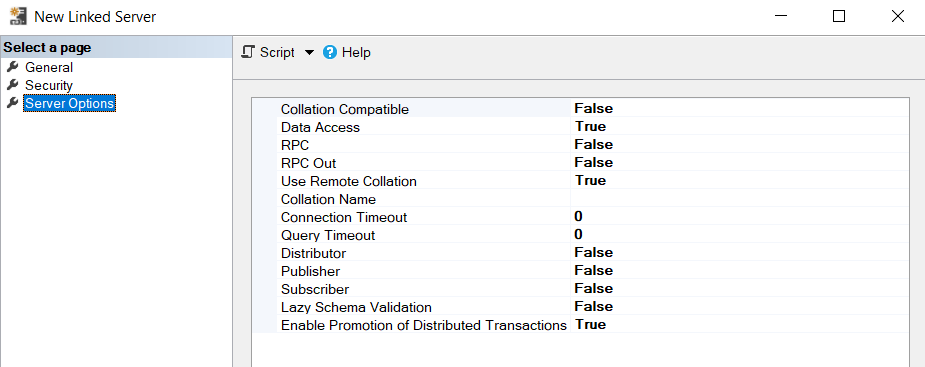 New Linked Server
Select a page
General
Security
Server Options
Script Help
Collation Compatible False
Data Access True
RPC False
RPC Out False
Use Remote Collation True
Collation Name
Connection Timeout 0
Query Timeout 0
Distributor False
Publisher False
Subscriber False
Lazy Schema Validation False
Enable Promotion of Distributed Transactions True